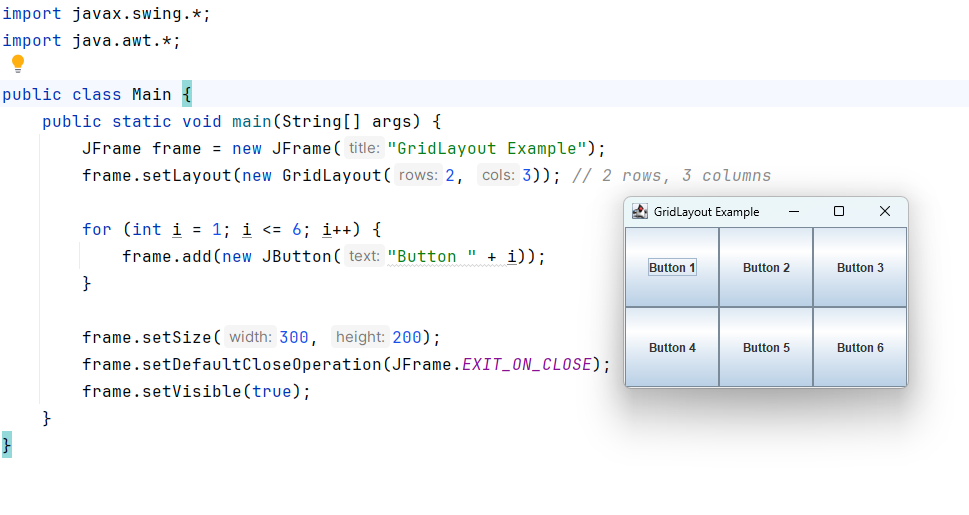 import javax.swing.*;
import java.awt.*;
public class Main {
    public static void main(String[] args) {
        JFrame frame = new JFrame( title: "GridLayout Example");
        frame.setLayout(new GridLayout( rows: 2, cols: 3)); // 2 rows, 3 columns
        for (int i = 1; i <= 6; i++) {
            frame.add(new JButton( text: "Button " + i));
        }
        frame.setSize( width: 300, height: 200);
        frame.setDefaultCloseOperation(JFrame.EXIT_ON_CLOSE);
        frame.setVisible(true);
    }
}
GridLayout Example
Button 1 Button 2 Button 3
Button 4 Button 5 Button 6